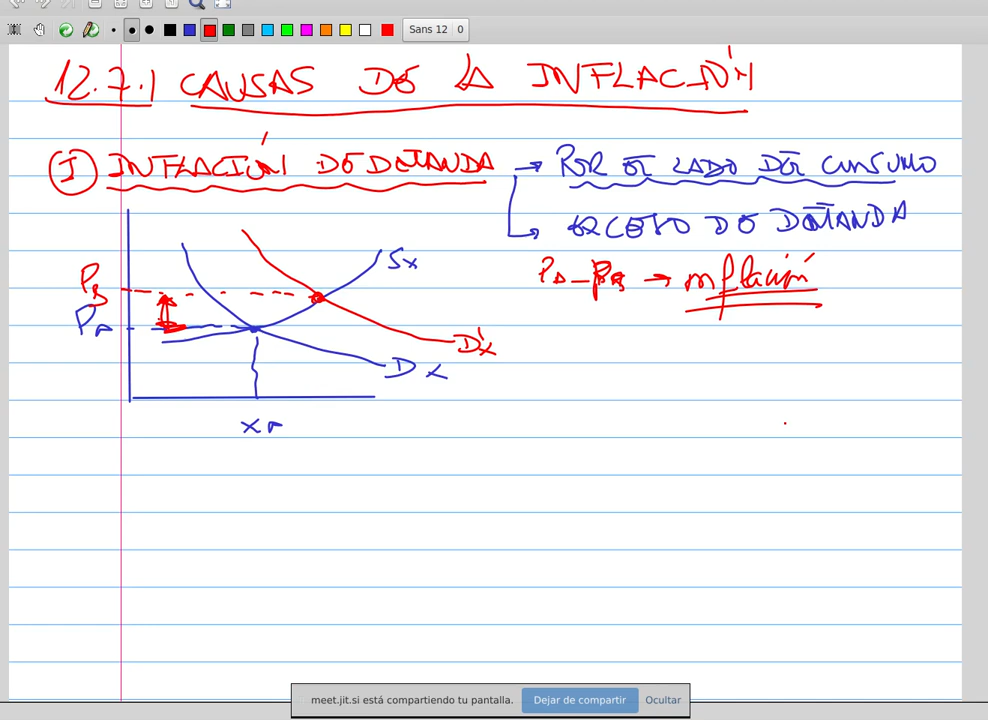 Sans 12 0
12.7.1 CAUSAS DE LA INFLACIÓN
I INFLACIÓN DE DEMANDA → POR EL LADO DEL CONSUMO
EXCESO DE DEMANDA
PA - PB → inflación
Sx
PB
PA
D'x
Dx
XA
meet.jit.si está compartiendo tu pantalla. Dejar de compartir Ocultar